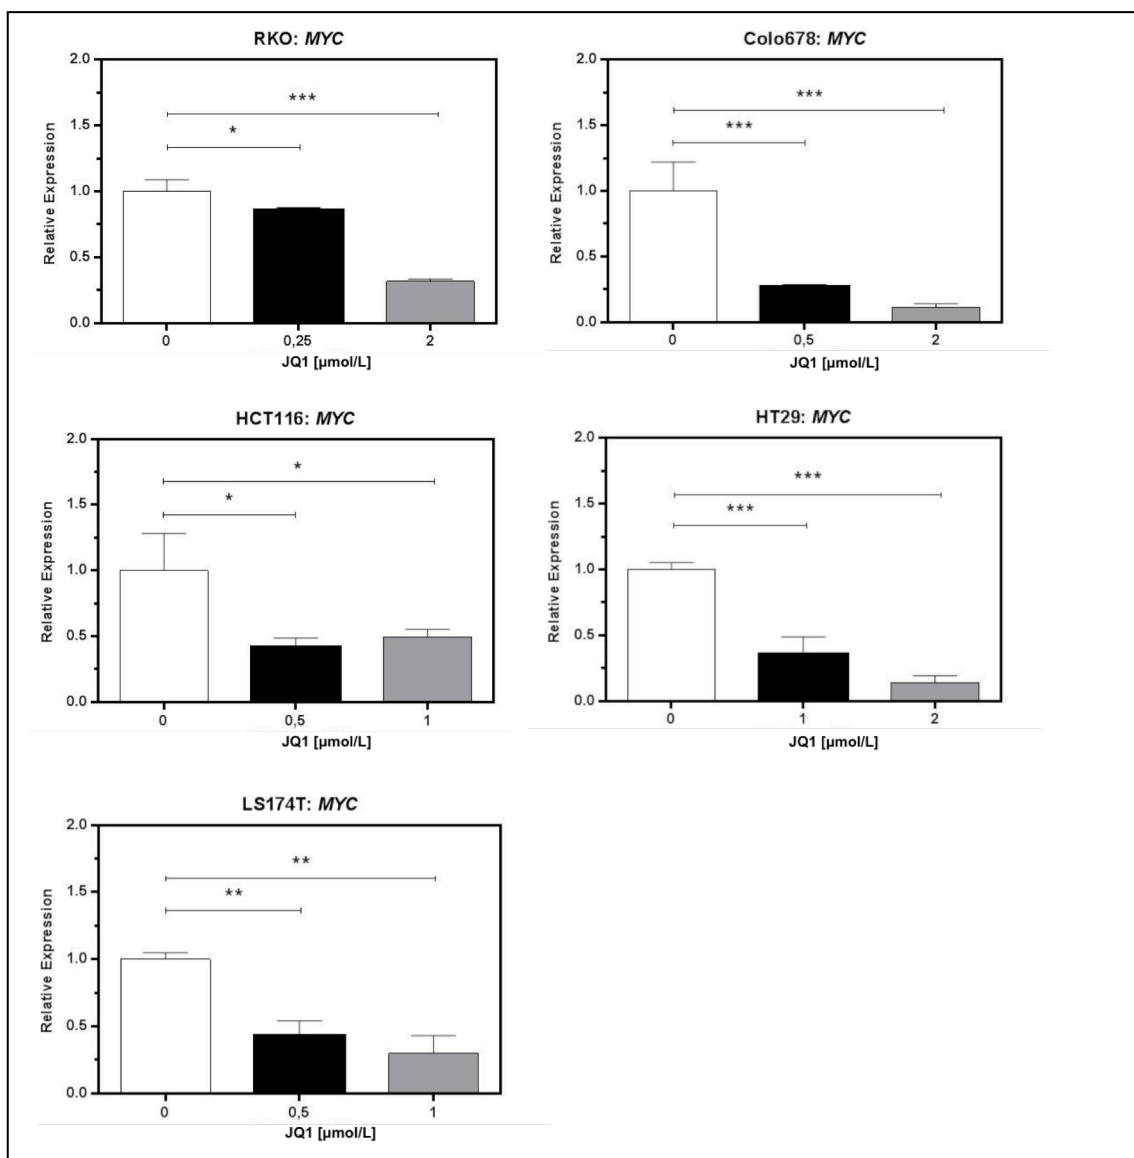 RKO: MYC
2.0
1.5
1.0
0.5
0.0
Relative Expression
***
*
0 0,25 2
JQ1 [µmol/L]
Colo678: MYC
2.0
1.5
1.0
0.5
0.0
Relative Expression
***
***
0 0,5 2
JQ1 [µmol/L]
HCT116: MYC
2.0
1.5
1.0
0.5
0.0
Relative Expression
*
*
0 0,5 1
JQ1 [µmol/L]
HT29: MYC
2.0
1.5
1.0
0.5
0.0
Relative Expression
***
***
0 1 2
JQ1 [µmol/L]
LS174T: MYC
2.0
1.5
1.0
0.5
0.0
Relative Expression
**
**
0 0,5 1
JQ1 [µmol/L]